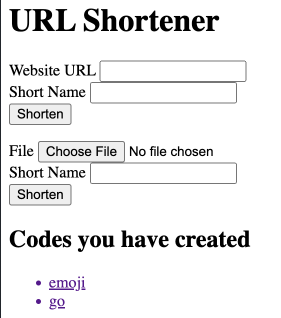 URL Shortener
Website URL
Short Name
Shorten
File Choose File No file chosen
Short Name
Shorten
Codes you have created
emoji
go